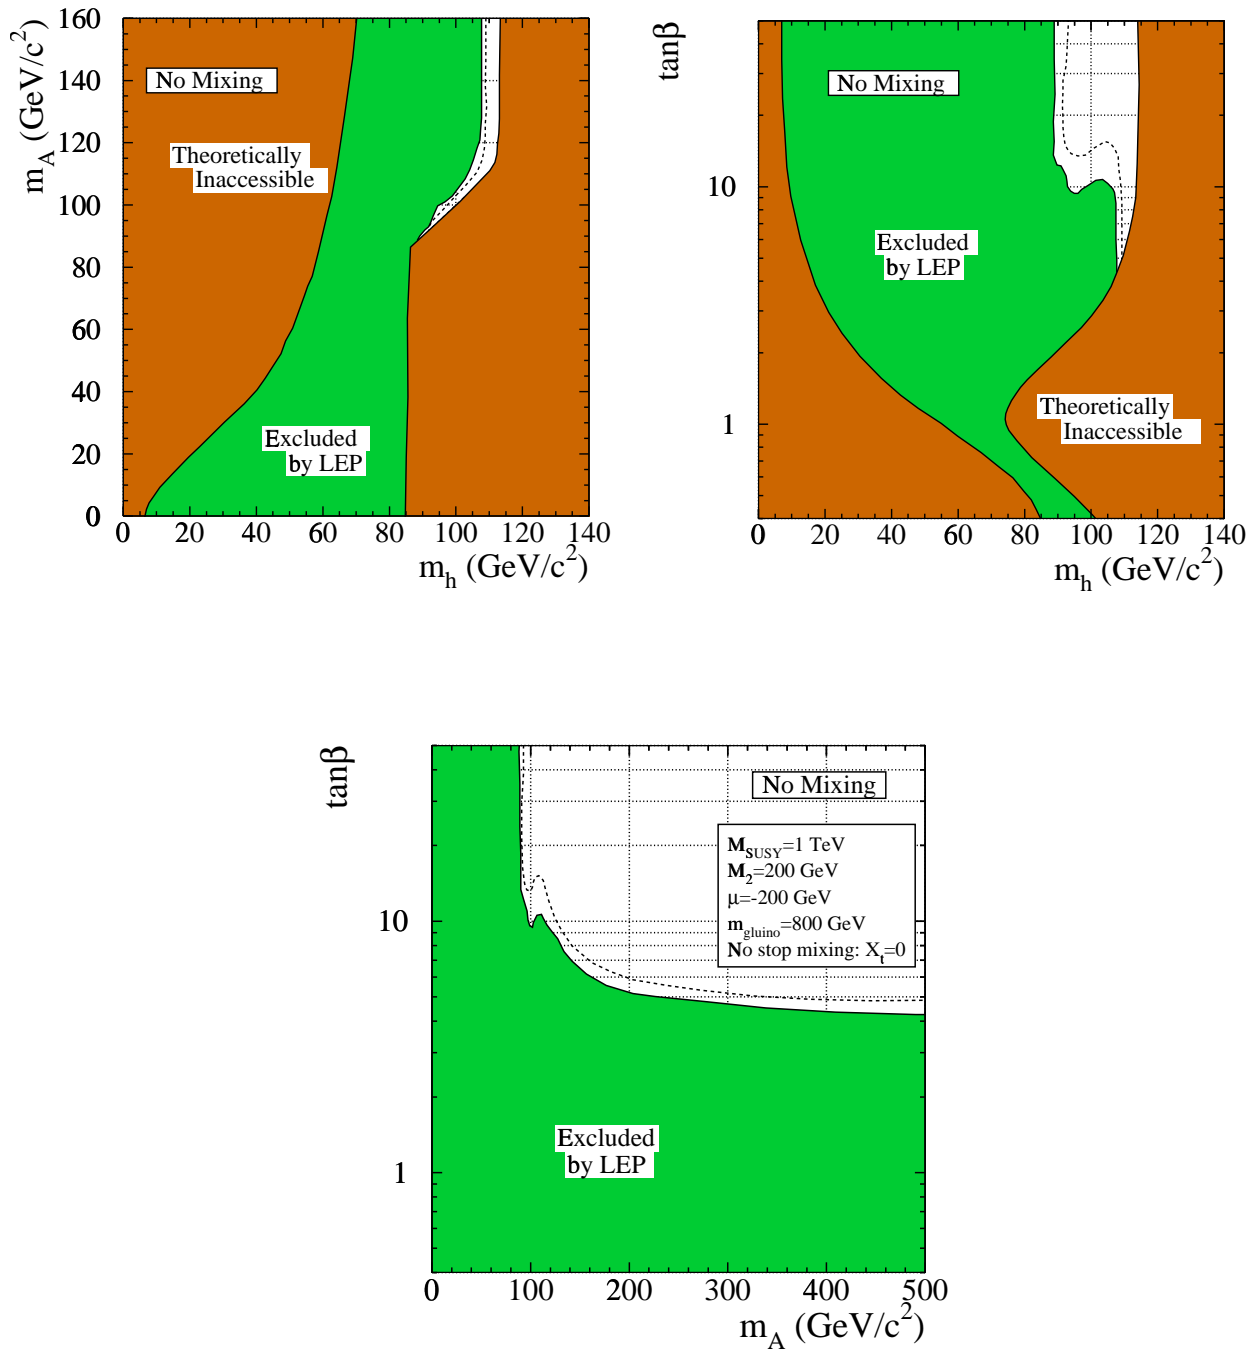 m_A (GeV/c^2)
160
140
120
100
80
60
40
20
0
No Mixing
Theoretically
Inaccessible
Excluded
by LEP
0 20 40 60 80 100 120 140
m_h (GeV/c^2)
tanβ
10
1
No Mixing
Excluded
by LEP
Theoretically
Inaccessible
0 20 40 60 80 100 120 140
m_h (GeV/c^2)
tanβ
10
1
No Mixing
M_SUSY=1 TeV
M_2=200 GeV
μ=-200 GeV
m_gluino=800 GeV
No stop mixing: X_t=0
Excluded
by LEP
0 100 200 300 400 500
m_A (GeV/c^2)